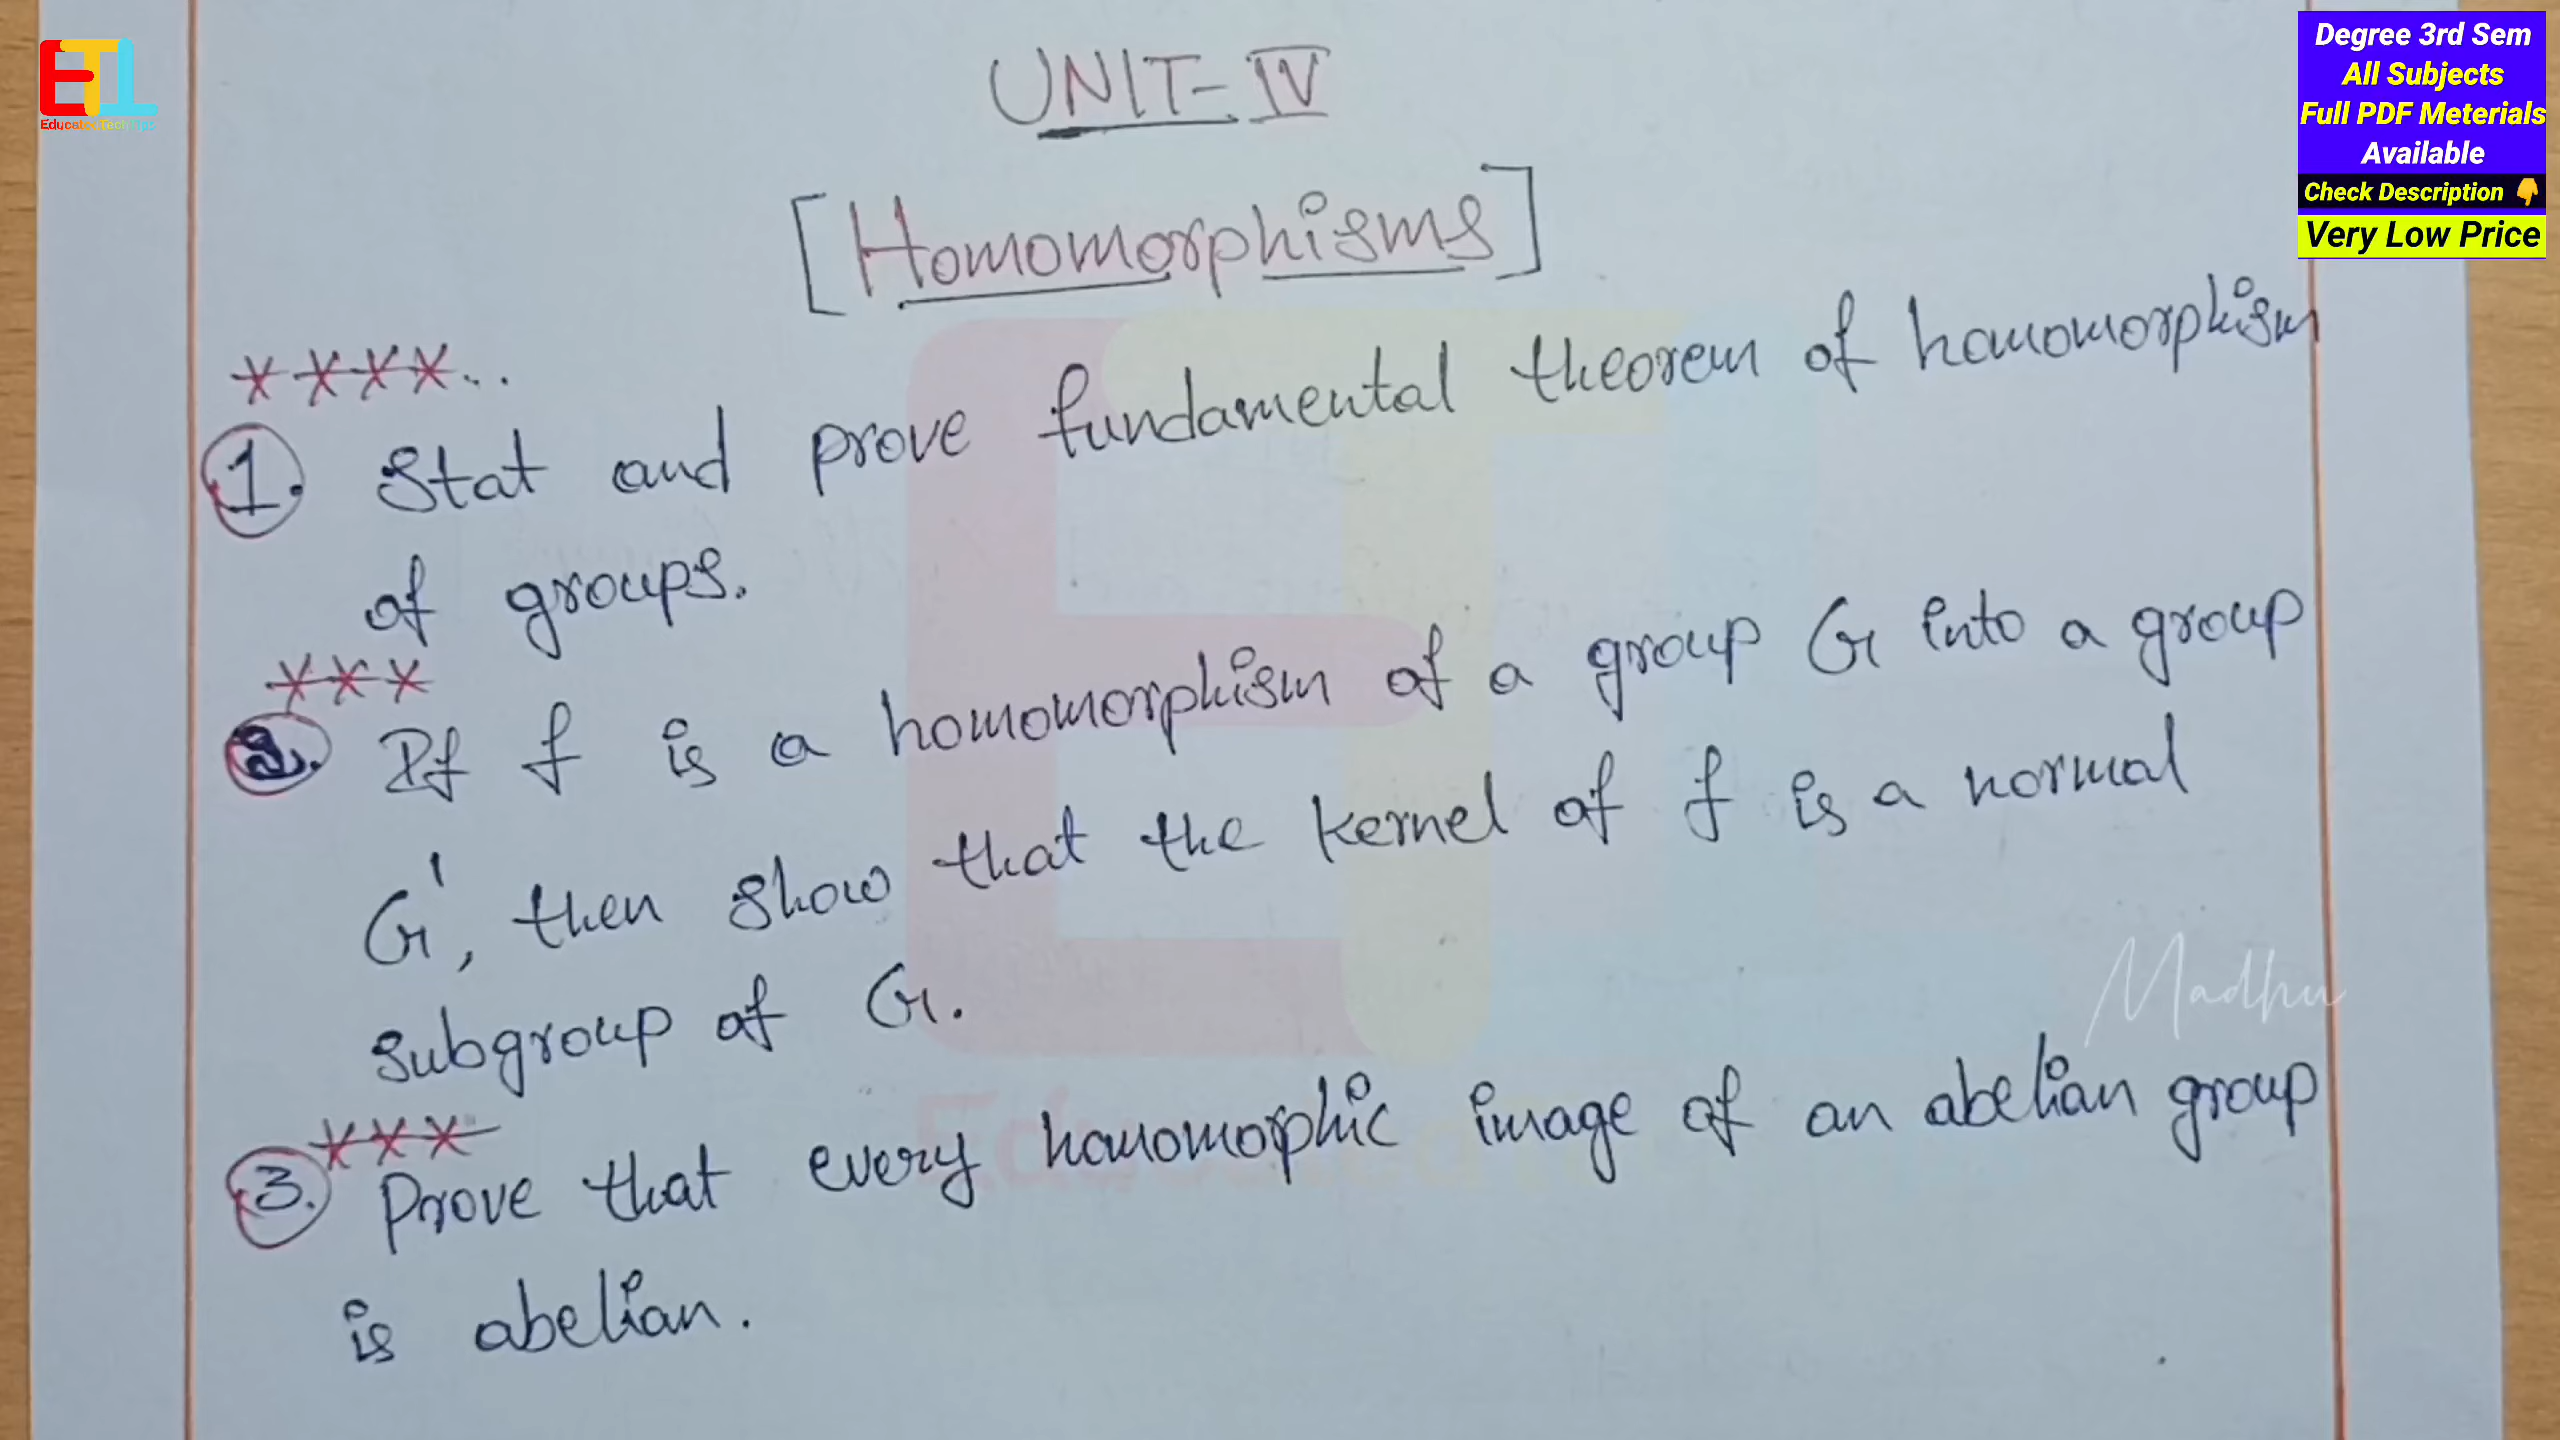 UNIT-IV
[Homomorphisms]
Degree 3rd Sem
All Subjects
Full PDF Meterials
Available
Check Description
Very Low Price
ETL
1. Stat and prove fundamental theorem of homomorphism
of groups.
2. If f is a homomorphism of a group G into a group
G', then show that the kernel of f is a normal
subgroup of G.
Madhu
3. Prove that every homomorphic image of an abelian group
is abelian.